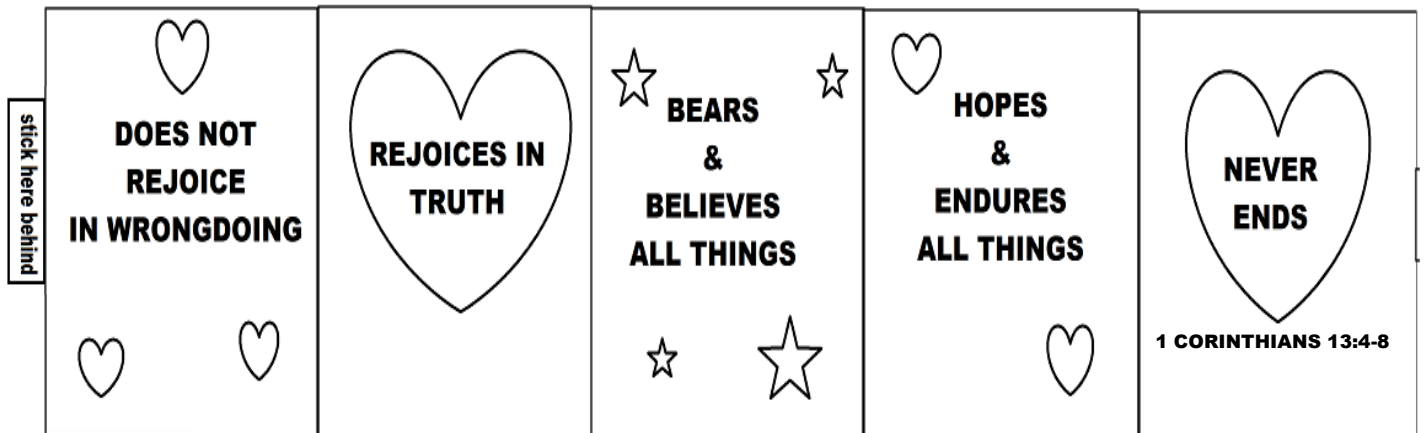 stick here behind
DOES NOT
REJOICE
IN WRONGDOING
REJOICES IN
TRUTH
BEARS
&
BELIEVES
ALL THINGS
HOPES
&
ENDURES
ALL THINGS
NEVER
ENDS
1 CORINTHIANS 13:4-8